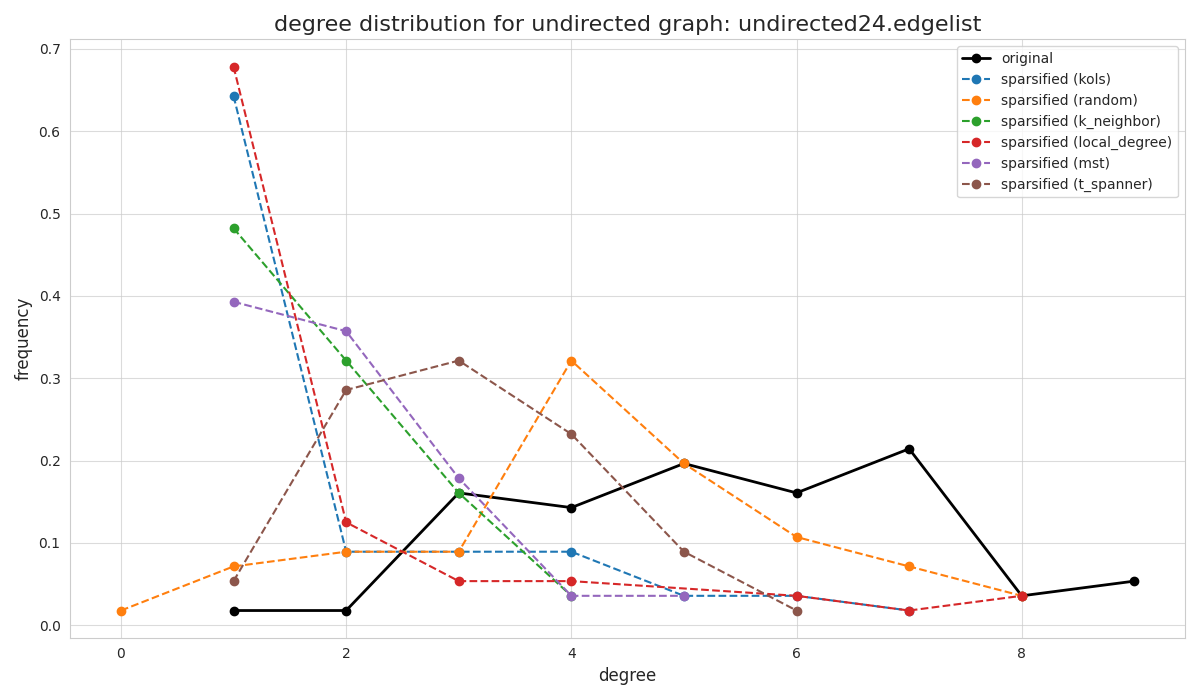 degree distribution for undirected graph: undirected24.edgelist
original
sparsified (kols)
sparsified (random)
sparsified (k_neighbor)
sparsified (local_degree)
sparsified (mst)
sparsified (t_spanner)
frequency
0.7
0.6
0.5
0.4
0.3
0.2
0.1
0.0
0 2 4 6 8
degree